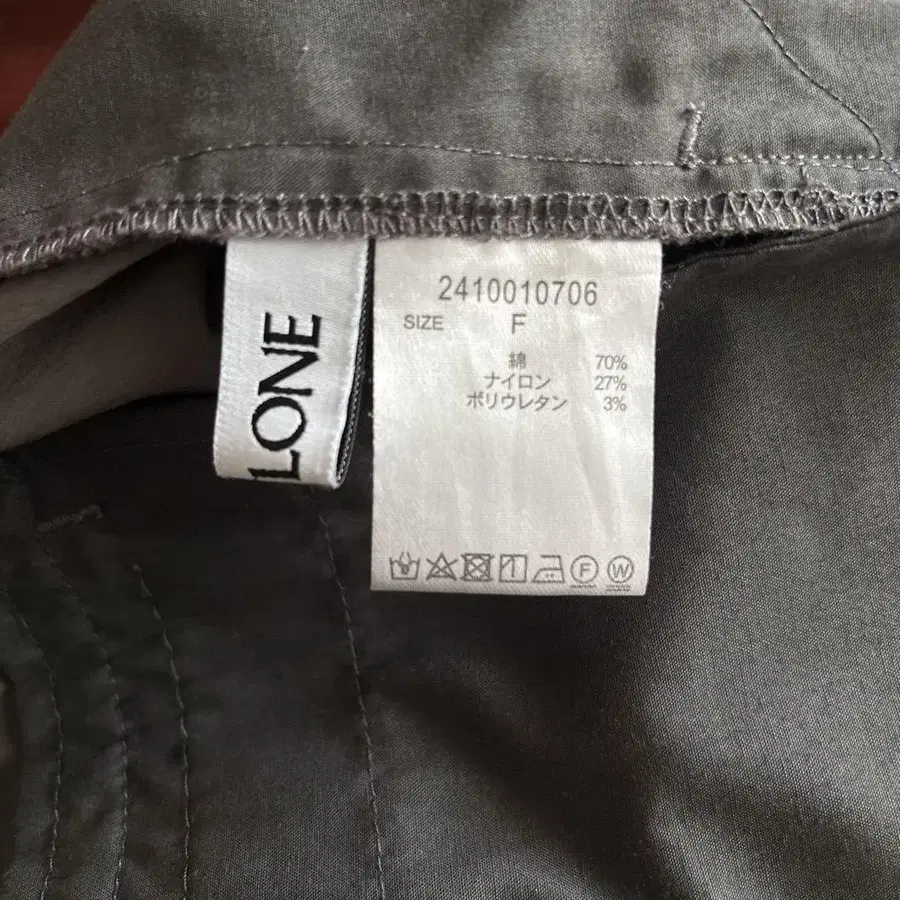 LONE
2410010706
SIZE F
綿 70%
ナイロン 27%
ポリウレタン 3%
F W